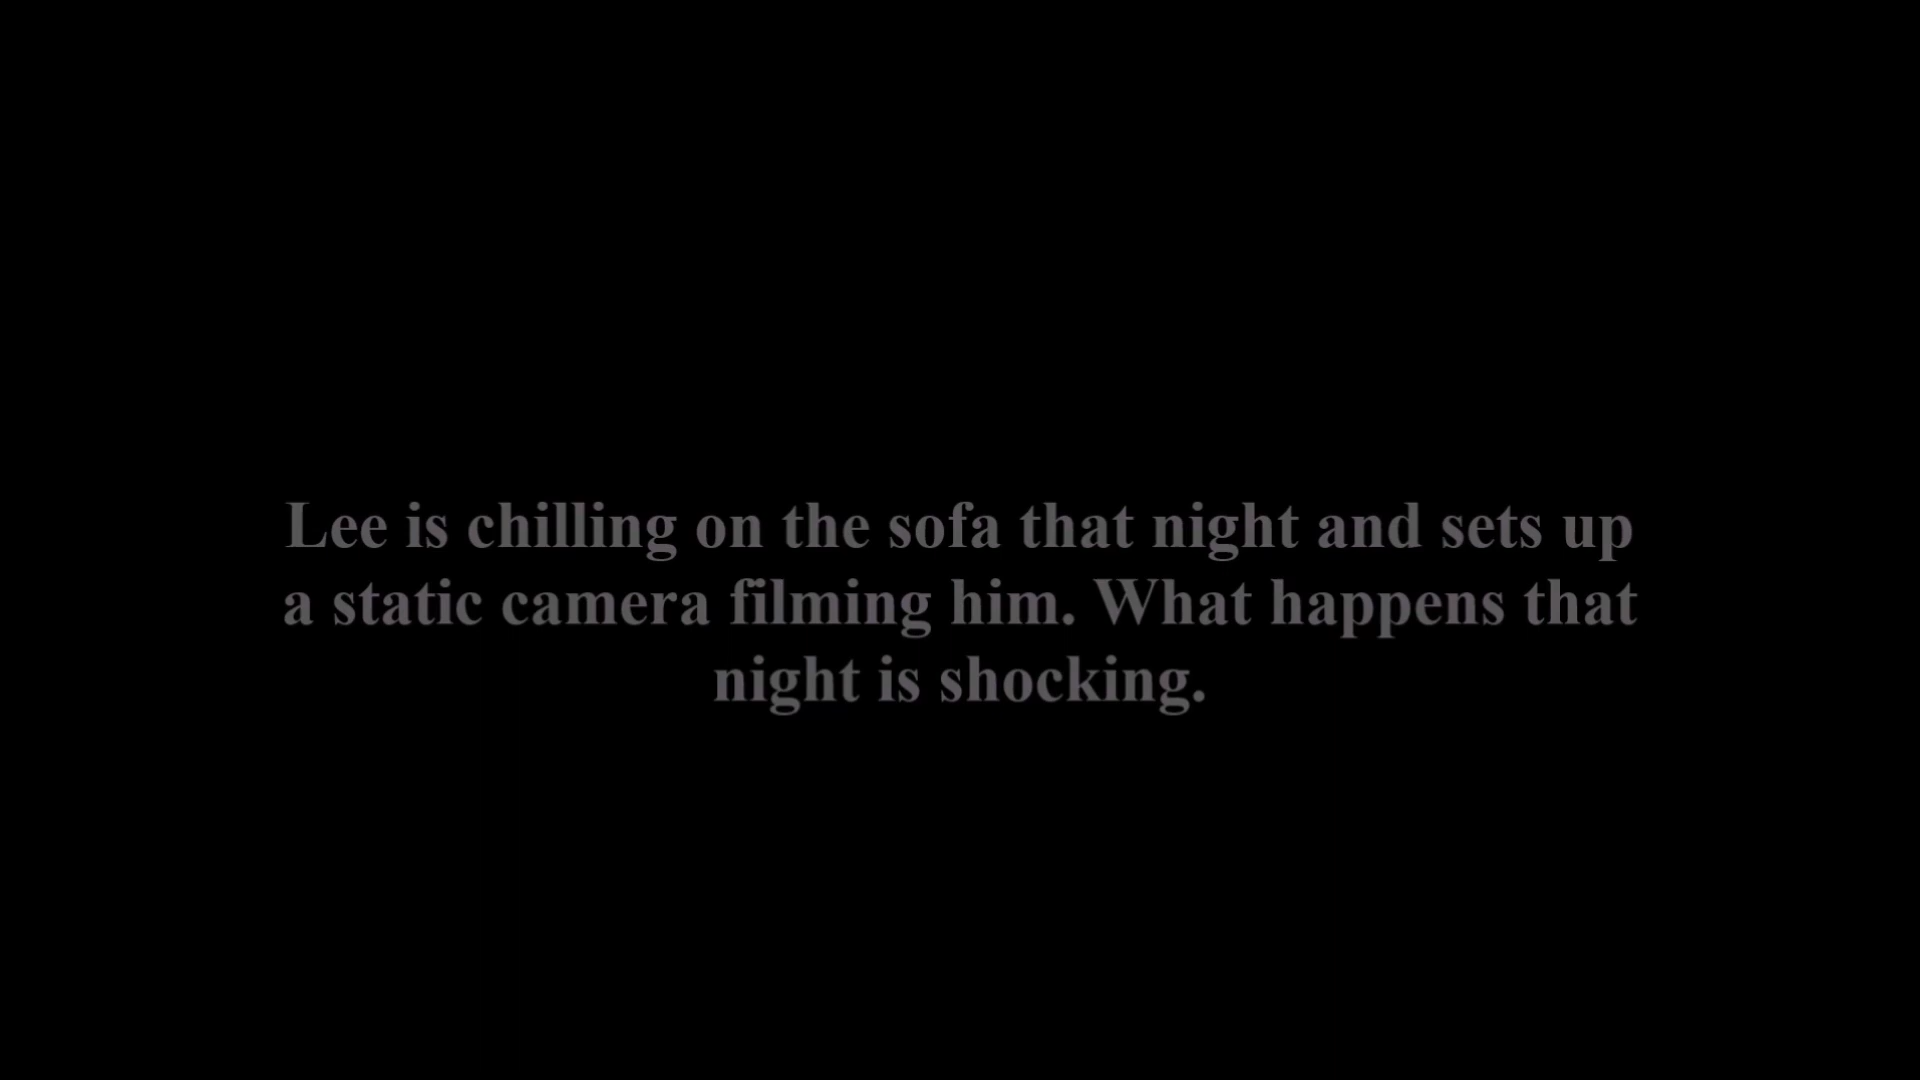 Lee is chilling on the sofa that night and sets up
a static camera filming him. What happens that
night is shocking.